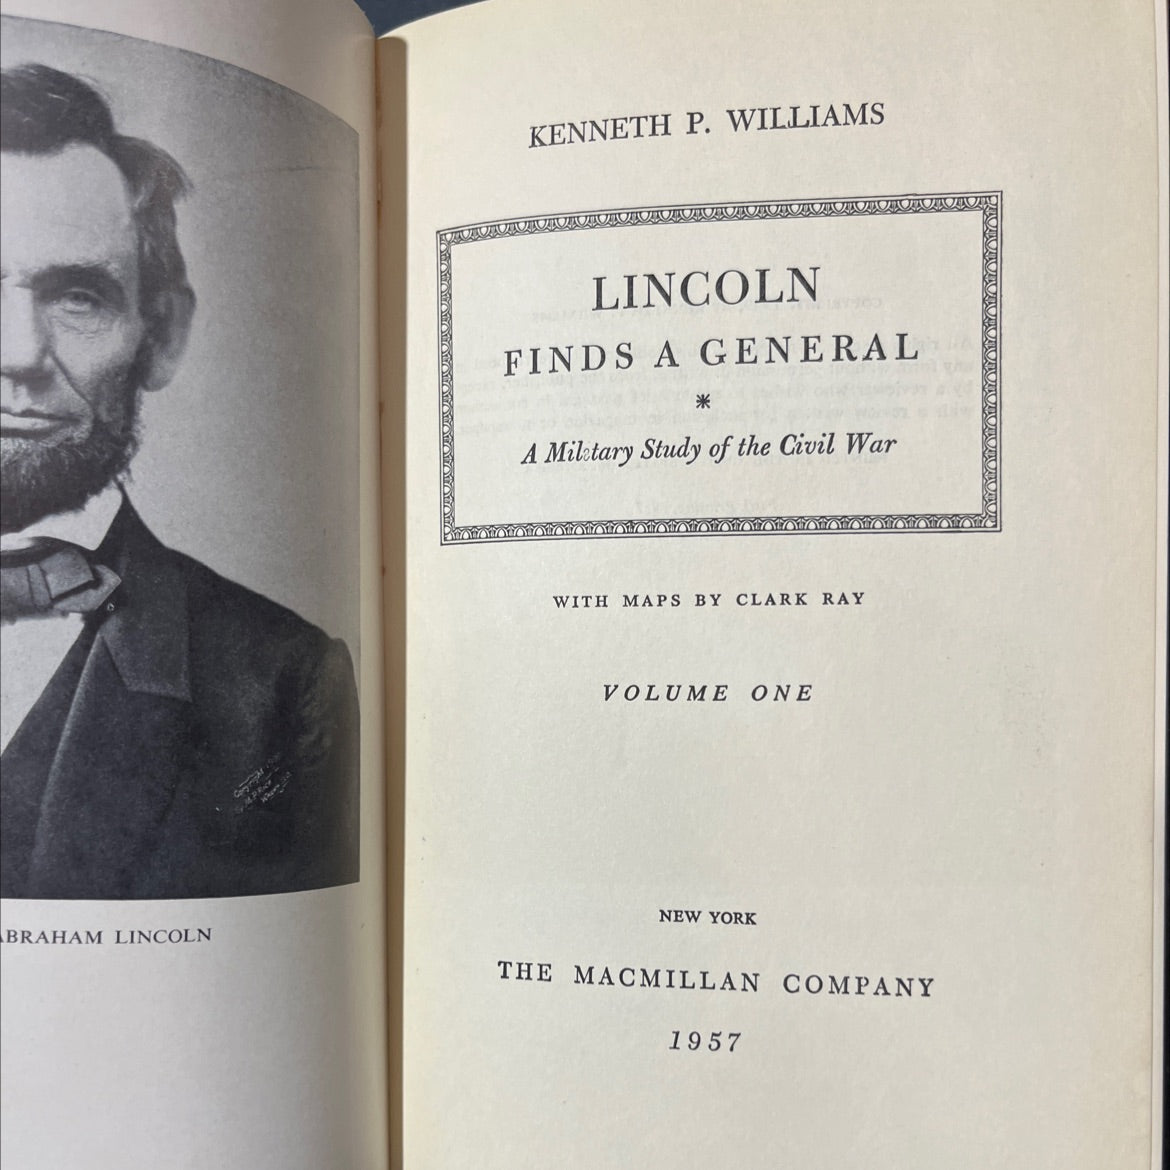 ABRAHAM LINCOLN
KENNETH P. WILLIAMS
LINCOLN
FINDS A GENERAL
*
A Military Study of the Civil War
WITH MAPS BY CLARK RAY
VOLUME ONE
NEW YORK
THE MACMILLAN COMPANY
1957